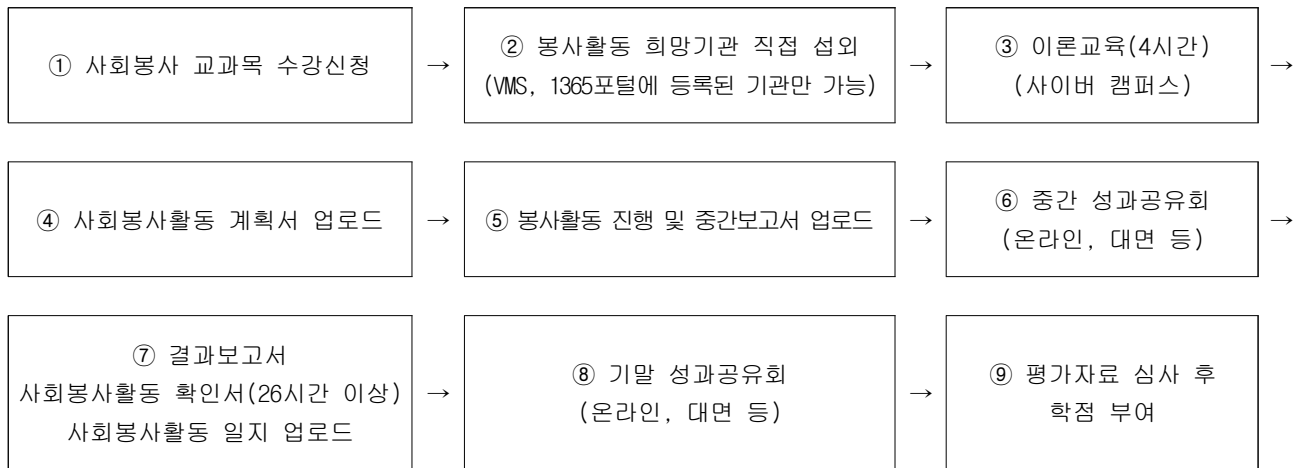 ① 사회봉사 교과목 수강신청
→
② 봉사활동 희망기관 직접 섭외
(VMS, 1365포털에 등록된 기관만 가능)
→
③ 이론교육(4시간)
(사이버 캠퍼스)
→
④ 사회봉사활동 계획서 업로드
→
⑤ 봉사활동 진행 및 중간보고서 업로드
→
⑥ 중간 성과공유회
(온라인, 대면 등)
→
⑦ 결과보고서
사회봉사활동 확인서(26시간 이상)
사회봉사활동 일지 업로드
→
⑧ 기말 성과공유회
(온라인, 대면 등)
→
⑨ 평가자료 심사 후
학점 부여